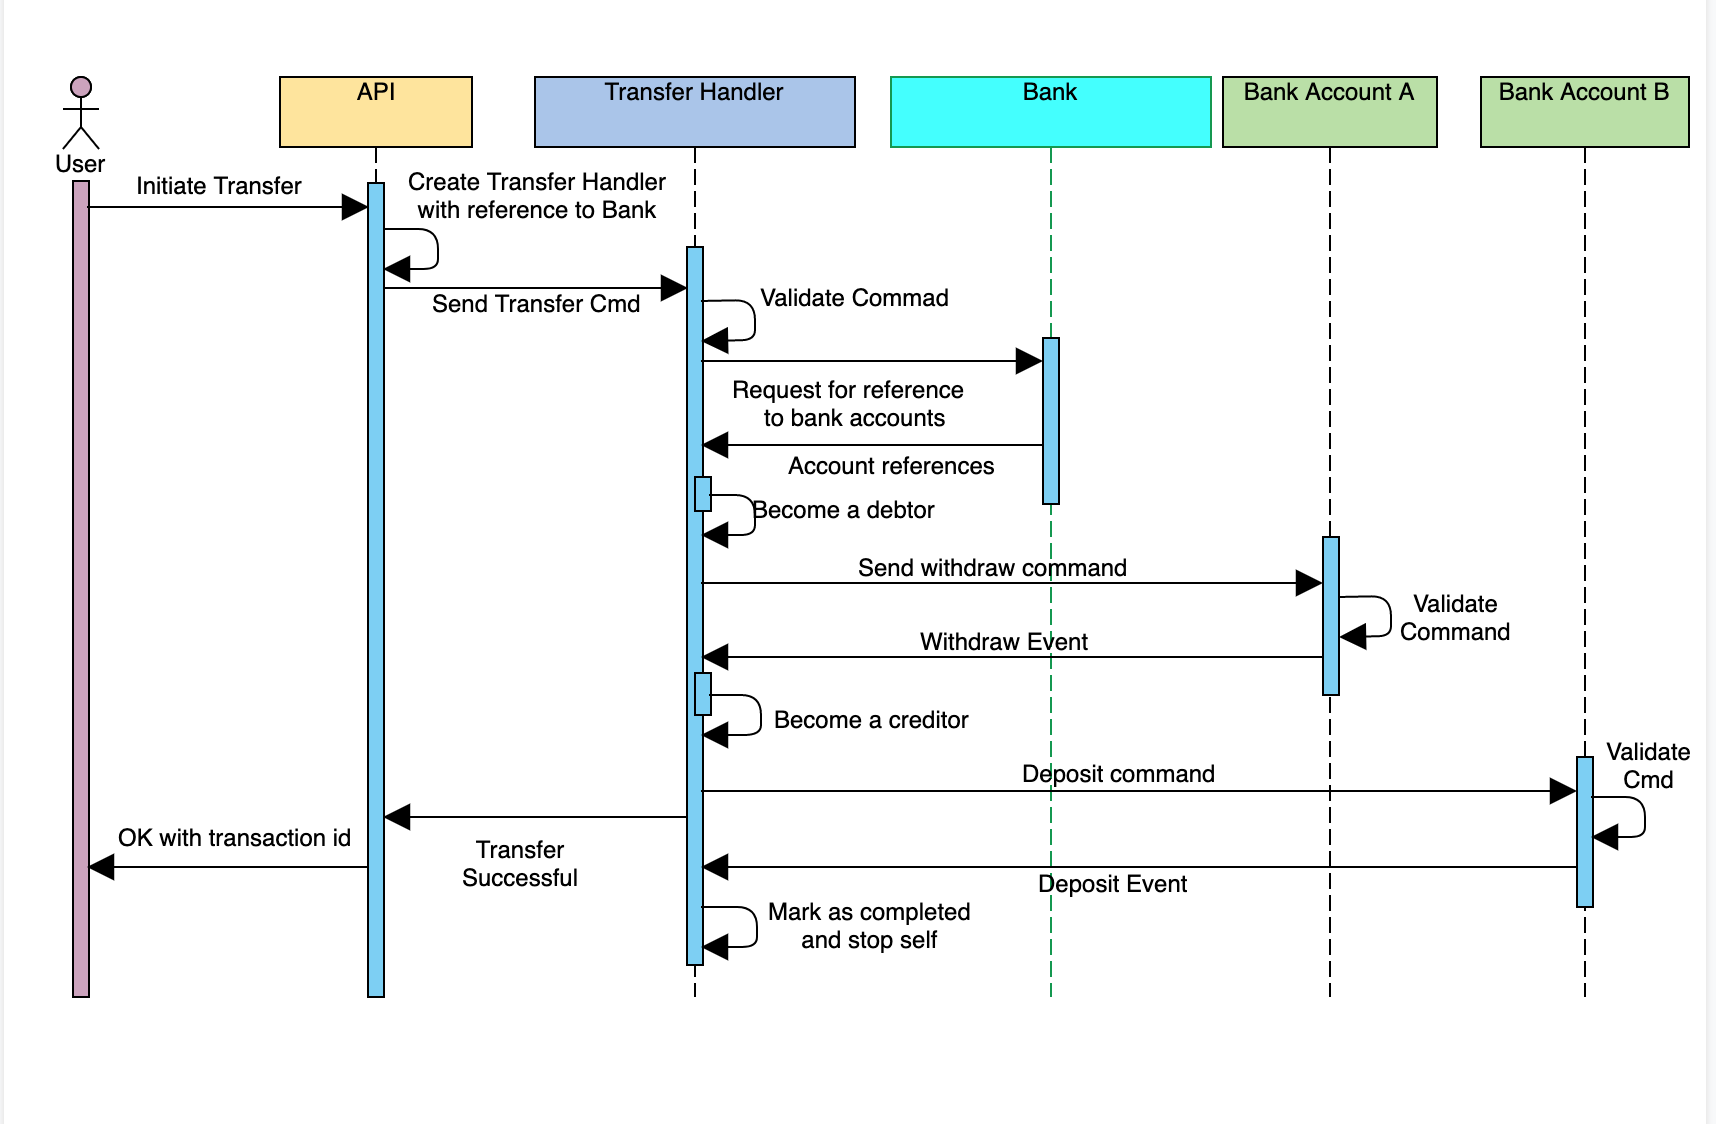 API
Transfer Handler
Bank
Bank Account A
Bank Account B
User
Initiate Transfer
Create Transfer Handler
with reference to Bank
Send Transfer Cmd
Validate Commad
Request for reference
to bank accounts
Account references
Become a debtor
Send withdraw command
Validate
Command
Withdraw Event
Become a creditor
Validate
Cmd
Deposit command
OK with transaction id
Transfer
Successful
Deposit Event
Mark as completed
and stop self